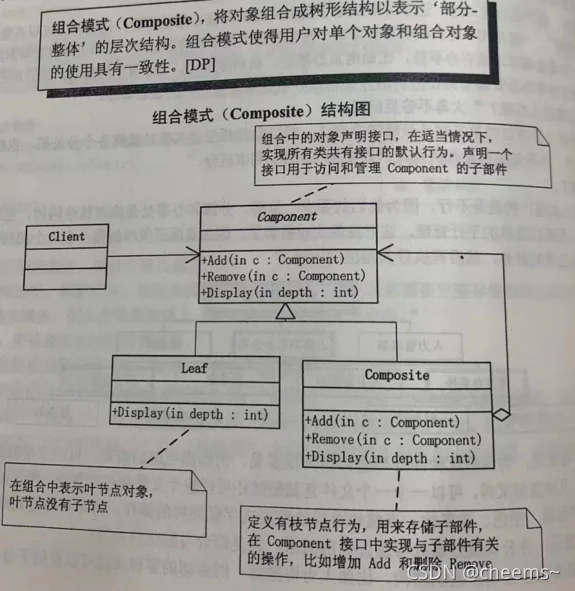 组合模式（Composite），将对象组合成树形结构以表示‘部分-
整体’的层次结构。组合模式使得用户对单个对象和组合对象
的使用具有一致性。[DP]
组合模式（Composite）结构图
组合中的对象声明接口，在适当情况下，
实现所有类共有接口的默认行为。声明一个
接口用于访问和管理 Component 的子部件
Component
Client
+Add(in c : Component)
+Remove(in c : Component)
+Display(in depth : int)
Leaf
+Display(in depth : int)
Composite
+Add(in c : Component)
+Remove(in c : Component)
+Display(in depth : int)
在组合中表示叶节点对象，
叶节点没有子节点
定义有枝节点行为，用来存储子部件，
在 Component 接口中实现与子部件有关
的操作，比如增加 Add 和删除 Remove
CSDN @cheems~